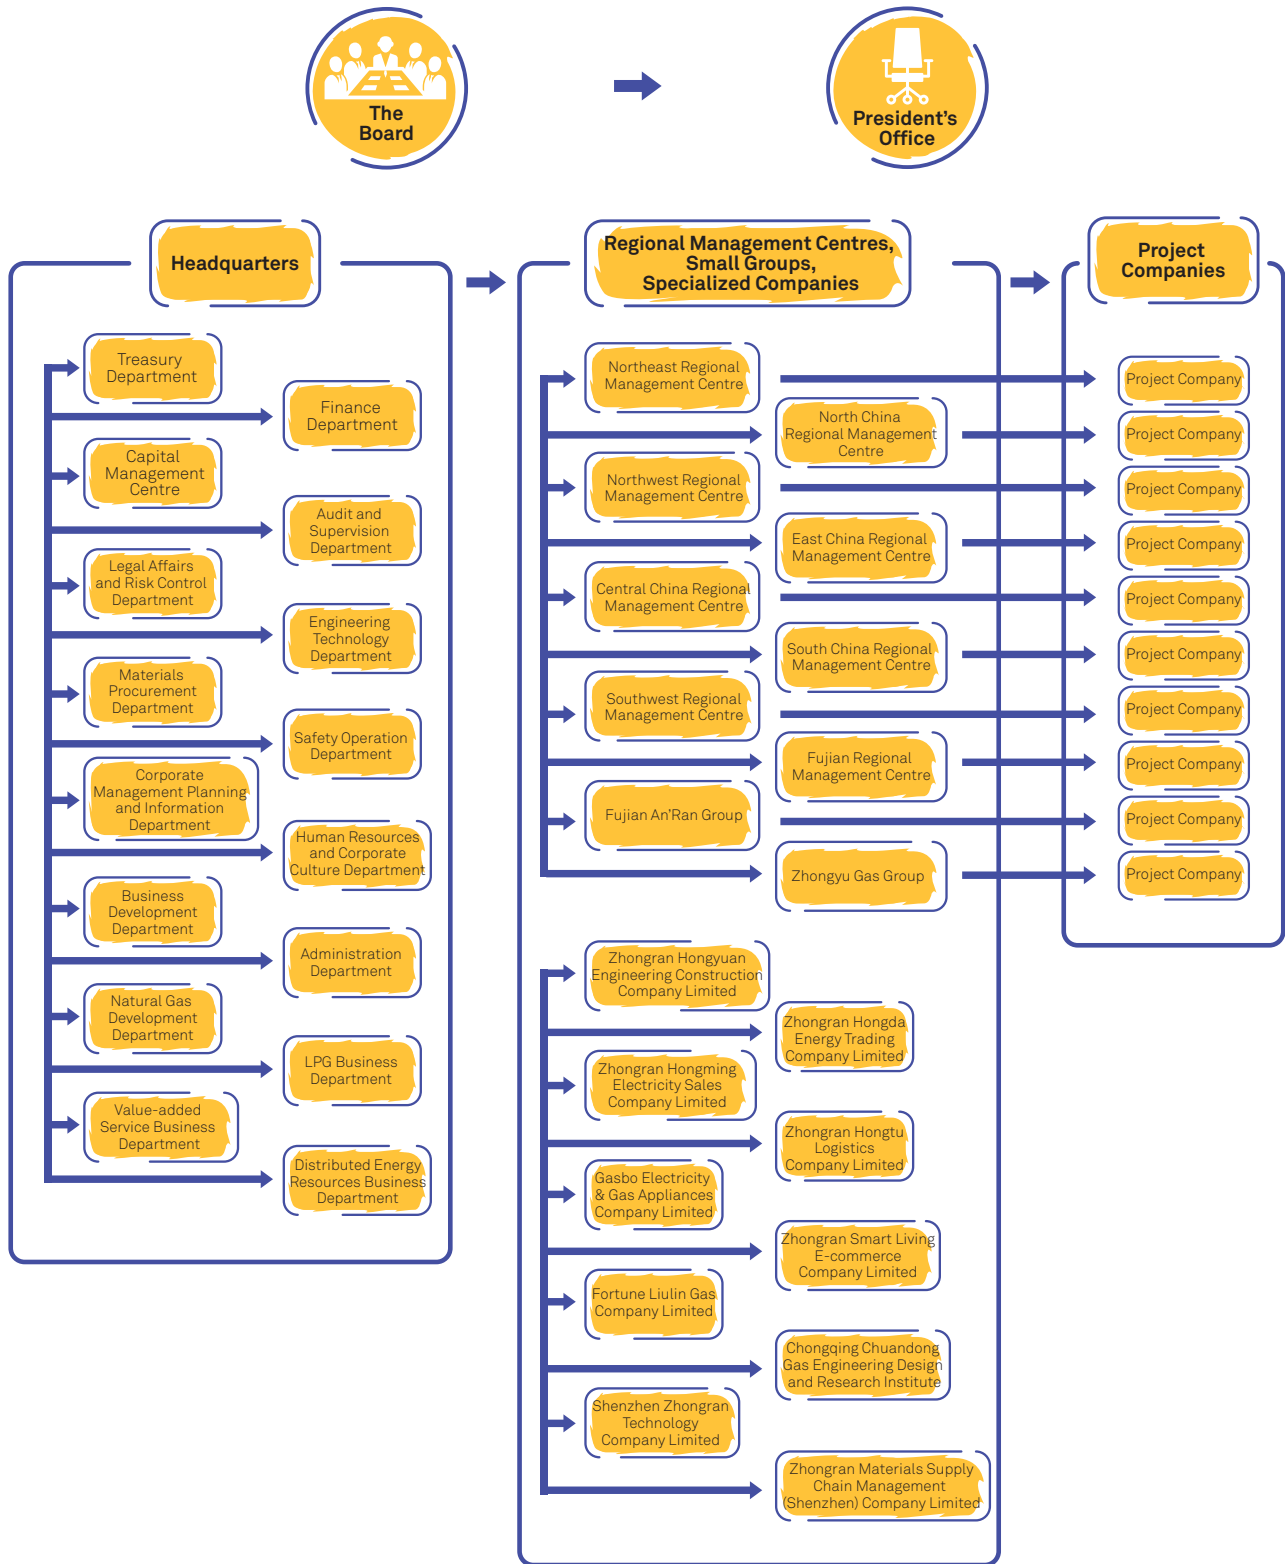 The
Board
President's
Office
Headquarters
Treasury
Department
Finance
Department
Capital
Management
Centre
Audit and
Supervision
Department
Legal Affairs
and Risk Control
Department
Engineering
Technology
Department
Materials
Procurement
Department
Safety Operation
Department
Corporate
Management Planning
and Information
Department
Human Resources
and Corporate
Culture Department
Business
Development
Department
Administration
Department
Natural Gas
Development
Department
LPG Business
Department
Value-added
Service Business
Department
Distributed Energy
Resources Business
Department
Regional Management Centres,
Small Groups,
Specialized Companies
Northeast Regional
Management Centre
North China
Regional Management
Centre
Northwest Regional
Management Centre
East China Regional
Management Centre
Central China Regional
Management Centre
South China Regional
Management Centre
Southwest Regional
Management Centre
Fujian Regional
Management Centre
Fujian An'Ran Group
Zhongyu Gas Group
Zhongran Hongyuan
Engineering Construction
Company Limited
Zhongran Hongda
Energy Trading
Company Limited
Zhongran Hongming
Electricity Sales
Company Limited
Zhongran Hongtu
Logistics
Company Limited
Gasbo Electricity
& Gas Appliances
Company Limited
Zhongran Smart Living
E-commerce
Company Limited
Fortune Liulin Gas
Company Limited
Chongqing Chuandong
Gas Engineering Design
and Research Institute
Shenzhen Zhongran
Technology
Company Limited
Zhongran Materials Supply
Chain Management
(Shenzhen) Company Limited
Project
Companies
Project Company
Project Company
Project Company
Project Company
Project Company
Project Company
Project Company
Project Company
Project Company
Project Company